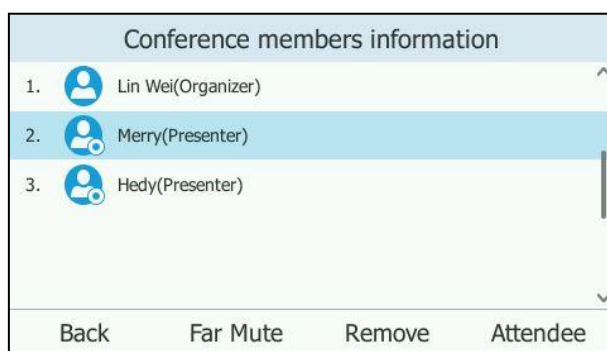 Conference members information
1. Lin Wei(Organizer)
2. Merry(Presenter)
3. Hedy(Presenter)
Back Far Mute Remove Attendee